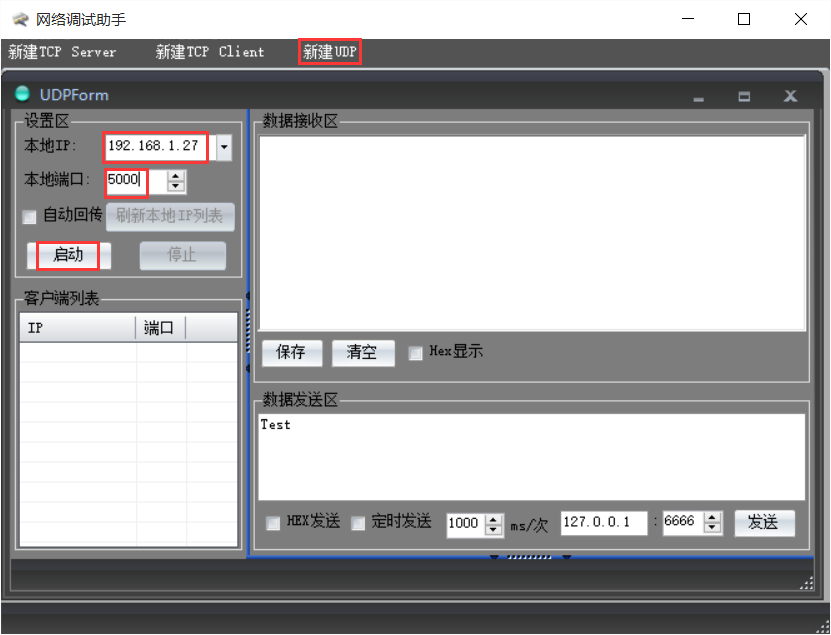 网络调试助手
新建TCP Server 新建TCP Client 新建UDP
UDPForm
设置区
本地IP: 192.168.1.27
本地端口: 5000
自动回传 刷新本地IP列表
启动 停止
客户端列表
IP 端口
数据接收区
保存 清空 Hex显示
数据发送区
Test
HEX发送 定时发送 1000 ms/次 127.0.0.1 : 6666 发送